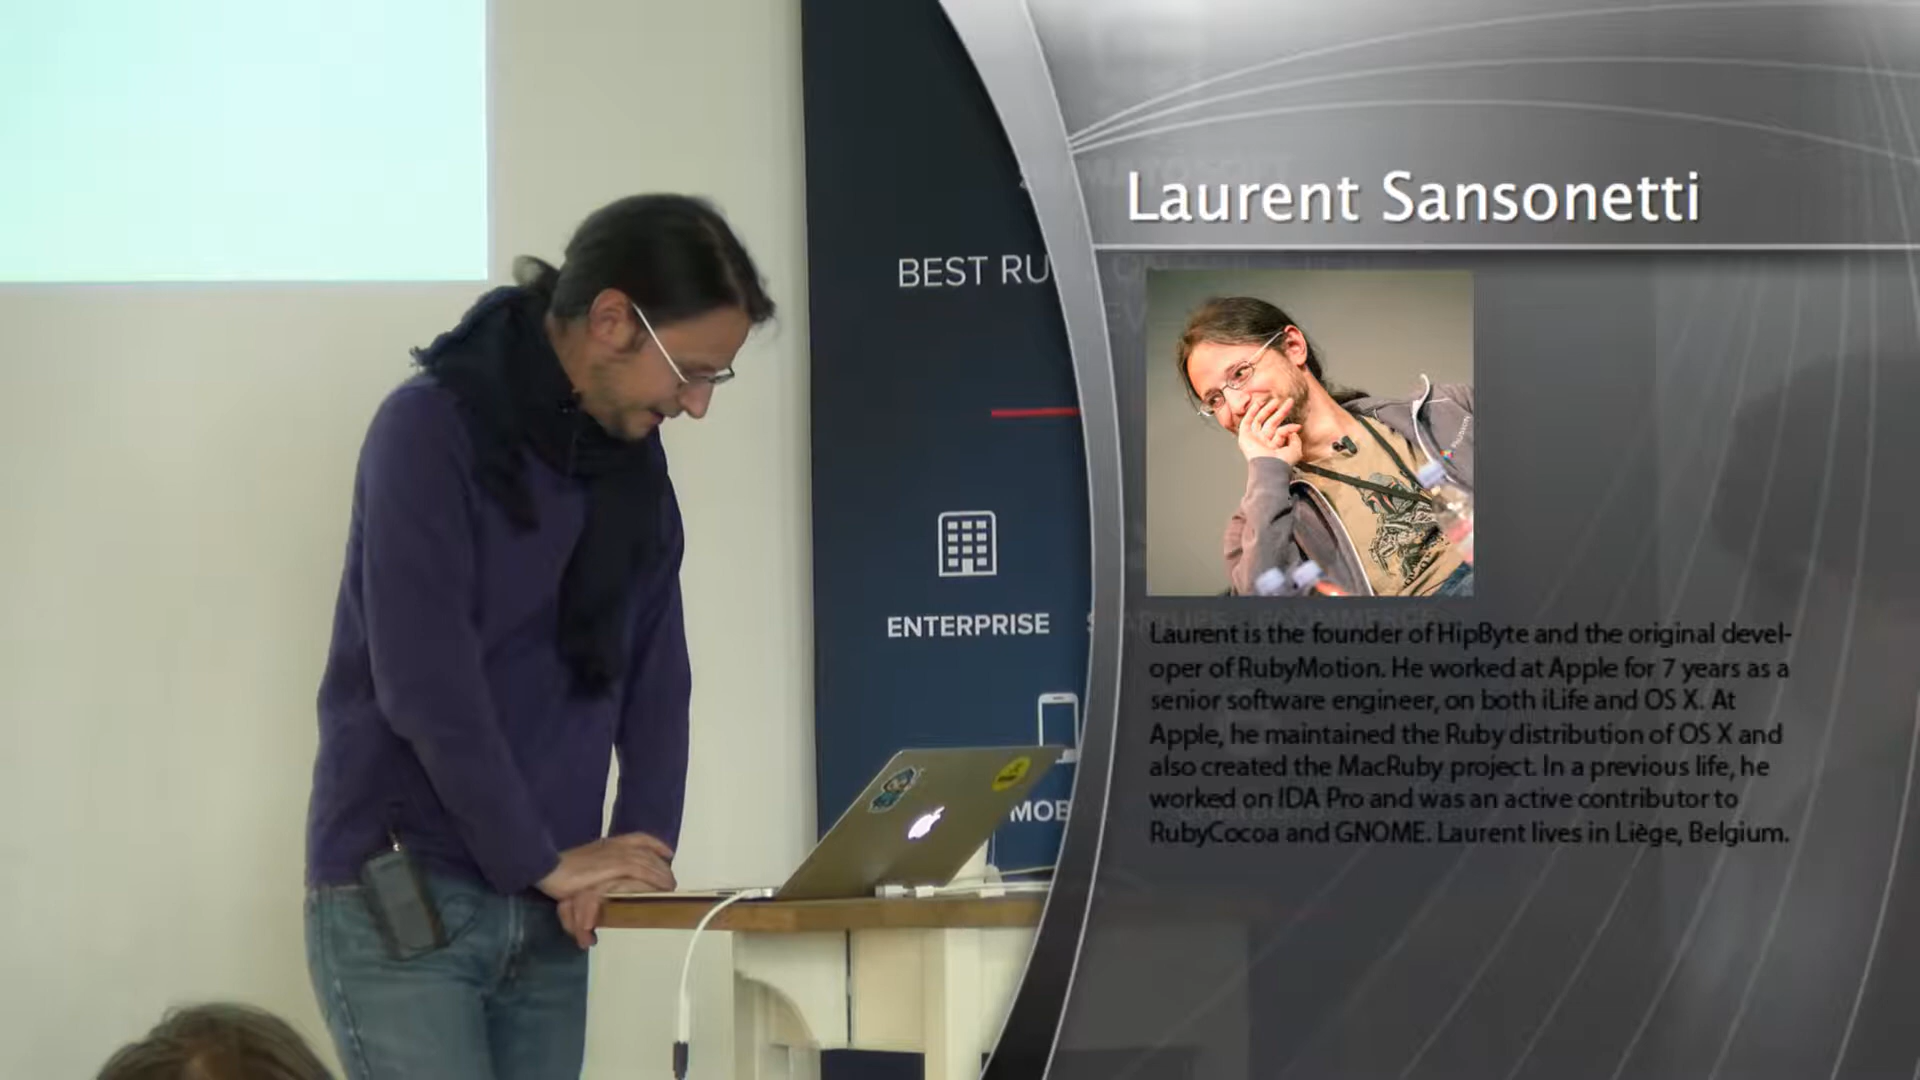 Laurent Sansonetti
BEST RU
ENTERPRISE
MOB
Laurent is the founder of HipByte and the original devel-
oper of RubyMotion. He worked at Apple for 7 years as a
senior software engineer, on both iLife and OS X. At
Apple, he maintained the Ruby distribution of OS X and
also created the MacRuby project. In a previous life, he
worked on IDA Pro and was an active contributor to
RubyCocoa and GNOME. Laurent lives in Liège, Belgium.